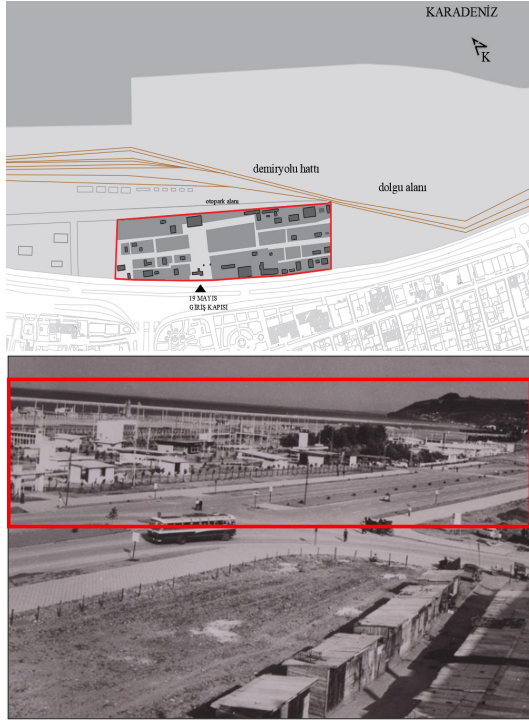 KARADENİZ
K
demiryolu hattı
dolgu alanı
otopark alanı
19 MAYIS
GİRİŞ KAPISI